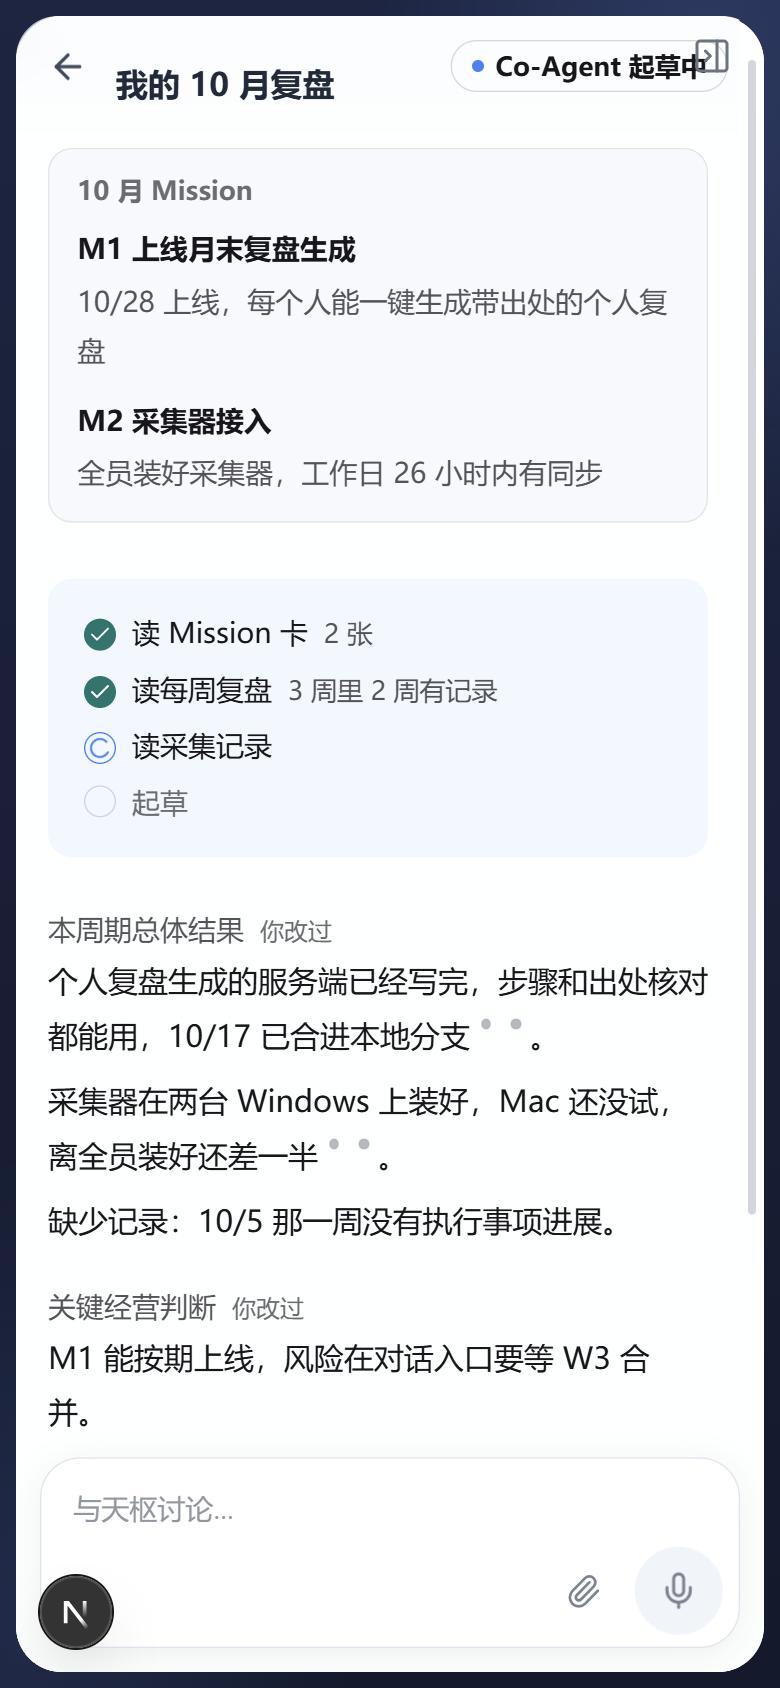 我的 10 月复盘
Co-Agent 起草中
10 月 Mission
M1 上线月末复盘生成
10/28 上线，每个人能一键生成带出处的个人复
盘
M2 采集器接入
全员装好采集器，工作日 26 小时内有同步
读 Mission 卡 2 张
读每周复盘 3 周里 2 周有记录
读采集记录
起草
本周期总体结果 你改过
个人复盘生成的服务端已经写完，步骤和出处核对
都能用，10/17 已合进本地分支 。
采集器在两台 Windows 上装好，Mac 还没试，
离全员装好还差一半 。
缺少记录：10/5 那一周没有执行事项进展。
关键经营判断 你改过
M1 能按期上线，风险在对话入口要等 W3 合
并。
与天枢讨论...
N